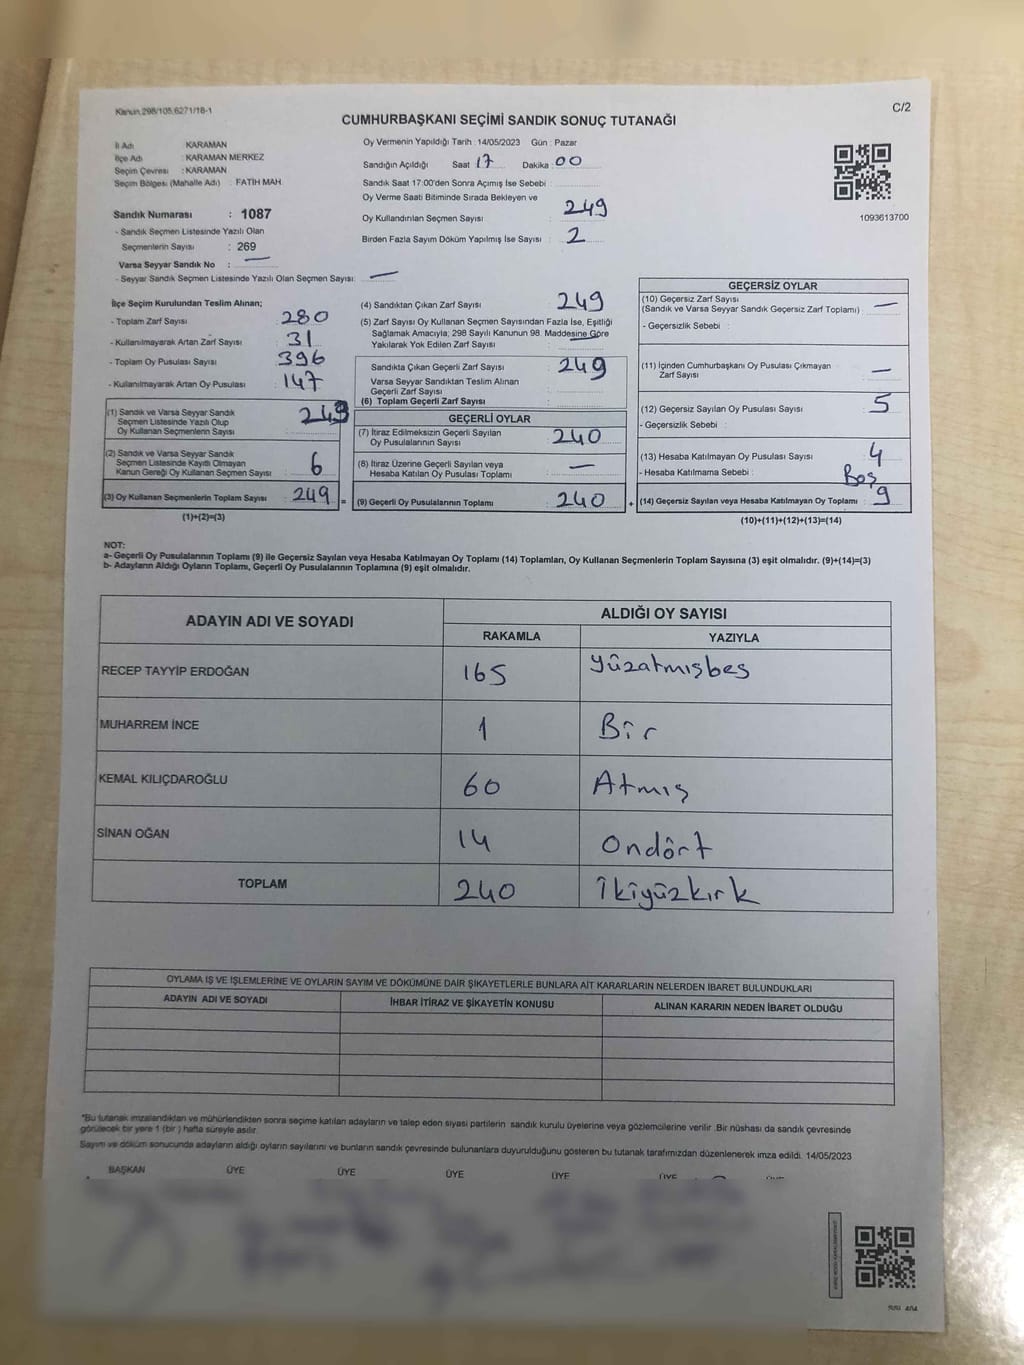 Kanun.298/105,6271/18-1
C/2
CUMHURBAŞKANI SEÇİMİ SANDIK SONUÇ TUTANAĞI
İl Adı KARAMAN
İlçe Adı : KARAMAN MERKEZ
Seçim Çevresi : KARAMAN
Seçim Bölgesi (Mahalle Adı) : FATİH MAH.
Sandık Numarası : 1087
- Sandık Seçmen Listesinde Yazılı Olan
Seçmenlerin Sayısı : 269
Varsa Seyyar Sandık No : —
- Seyyar Sandık Seçmen Listesinde Yazılı Olan Seçmen Sayısı: —
Oy Vermenin Yapıldığı Tarih : 14/05/2023 Gün : Pazar
Sandığın Açıldığı Saat 17 Dakika : 00
Sandık Saat 17:00'den Sonra Açımış İse Sebebi :
Oy Verme Saati Bitiminde Sırada Bekleyen ve
Oy Kullandırılan Seçmen Sayısı : 249
Birden Fazla Sayım Döküm Yapılmış İse Sayısı : 2
1093613700
İlçe Seçim Kurulundan Teslim Alınan;
- Toplam Zarf Sayısı : 280
- Kullanılmayarak Artan Zarf Sayısı : 31
- Toplam Oy Pusulası Sayısı : 396
- Kullanılmayarak Artan Oy Pusulası : 147
(1) Sandık ve Varsa Seyyar Sandık
Seçmen Listesinde Yazılı Olup
Oy Kullanan Seçmenlerin Sayısı :
(2) Sandık ve Varsa Seyyar Sandık
Seçmen Listesinde Kayıtlı Olmayan
Kanun Gereği Oy Kullanan Seçmen Sayısı : 6
(3) Oy Kullanan Seçmenlerin Toplam Sayısı : 249 =
(1)+(2)=(3)
(4) Sandıktan Çıkan Zarf Sayısı : 249
(5) Zarf Sayısı Oy Kullanan Seçmen Sayısından Fazla İse, Eşitliği
Sağlamak Amacıyla; 298 Sayılı Kanunun 98. Maddesine Göre
Yakılarak Yok Edilen Zarf Sayısı : —
Sandıkta Çıkan Geçerli Zarf Sayısı : 249
Varsa Seyyar Sandıktan Teslim Alınan
Geçerli Zarf Sayısı :
(6) Toplam Geçerli Zarf Sayısı :
GEÇERLİ OYLAR
(7) İtiraz Edilmeksizin Geçerli Sayılan
Oy Pusulalarının Sayısı : 240
(8) İtiraz Üzerine Geçerli Sayılan veya
Hesaba Katılan Oy Pusulası Toplamı : —
(9) Geçerli Oy Pusulalarının Toplamı : 240 +
GEÇERSİZ OYLAR
(10) Geçersiz Zarf Sayısı
(Sandık ve Varsa Seyyar Sandık Geçersiz Zarf Toplamı) : —
- Geçersizlik Sebebi :
(11) İçinden Cumhurbaşkanı Oy Pusulası Çıkmayan
Zarf Sayısı : —
(12) Geçersiz Sayılan Oy Pusulası Sayısı : 5
- Geçersizlik Sebebi :
(13) Hesaba Katılmayan Oy Pusulası Sayısı : 4
- Hesaba Katılmama Sebebi : Boş
(14) Geçersiz Sayılan veya Hesaba Katılmayan Oy Toplamı : 9
(10)+(11)+(12)+(13)=(14)
NOT:
a- Geçerli Oy Pusulalarının Toplamı (9) ile Geçersiz Sayılan veya Hesaba Katılmayan Oy Toplamı (14) Toplamları, Oy Kullanan Seçmenlerin Toplam Sayısına (3) eşit olmalıdır. (9)+(14)=(3)
b- Adayların Aldığı Oyların Toplamı, Geçerli Oy Pusulalarının Toplamına (9) eşit olmalıdır.
ADAYIN ADI VE SOYADI ALDIĞI OY SAYISI
RAKAMLA YAZIYLA
RECEP TAYYİP ERDOĞAN 165 Yüzatmışbeş
MUHARREM İNCE 1 Bir
KEMAL KILIÇDAROĞLU 60 Atmış
SİNAN OĞAN 14 Ondört
TOPLAM 240 İkiyüzkırk
OYLAMA İŞ VE İŞLEMLERİNE VE OYLARIN SAYIM VE DÖKÜMÜNE DAİR ŞİKAYETLERLE BUNLARA AİT KARARLARIN NELERDEN İBARET BULUNDUKLARI
ADAYIN ADI VE SOYADI İHBAR İTİRAZ VE ŞİKAYETİN KONUSU ALINAN KARARIN NEDEN İBARET OLDUĞU
*Bu tutanak imzalandıktan ve mühürlendikten sonra seçime katılan adayların ve talep eden siyasi partilerin sandık kurulu üyelerine veya gözlemcilerine verilir .Bir nüshası da sandık çevresinde
görülecek bir yere 1 (bir ) hafta süreyle asılır.
Sayım ve döküm sonucunda adayların aldığı oyların sayılarını ve bunların sandık çevresinde bulunanlara duyurulduğunu gösteren bu tutanak tarafımızdan düzenlenerek imza edildi. 14/05/2023
BAŞKAN ÜYE ÜYE ÜYE ÜYE ÜYE ÜYE